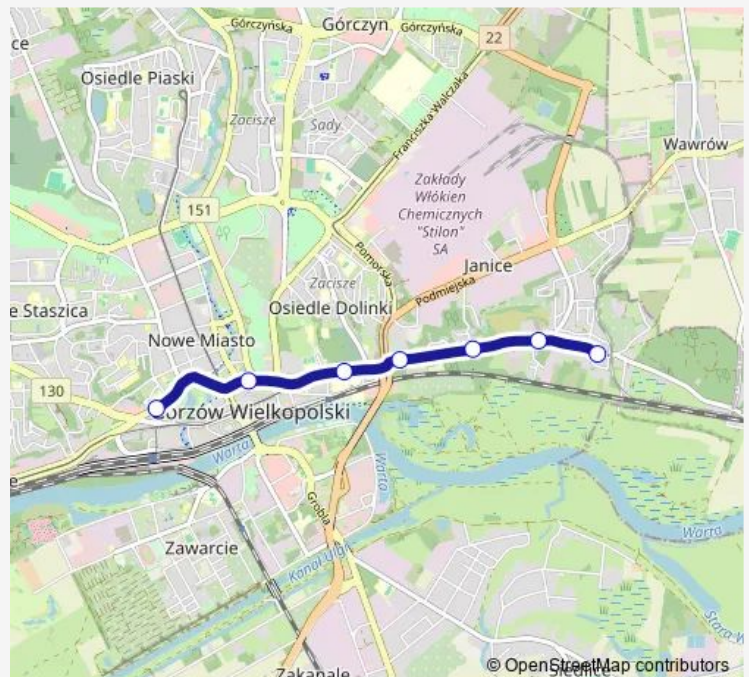 Górczyńska
Górczyn
Górczyńska
22
ce
Osiedle Piaski
Zacisze
Sady
Franciszka Walczaka
Wawrów
Zakłady
Włókien
Chemicznych
"Stilon"
SA
151
Pomorska
Zacisze
Janice
Podmiejska
e Staszica
Osiedle Dolinki
Nowe Miasto
130
orzów Wielkopolski
Warta
Warta
e
Grobla
Warta
Zawarcie
Kanał Ulgi
Stara W
Zakanale
Siedlice
© OpenStreetMap contributors